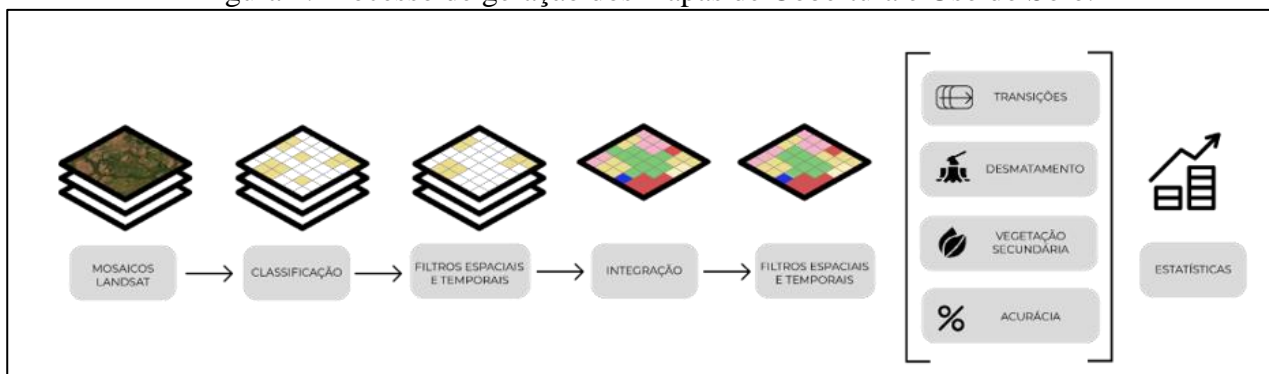 MOSAICOS
LANDSAT
CLASSIFICAÇÃO
FILTROS ESPACIAIS
E TEMPORAIS
INTEGRAÇÃO
FILTROS ESPACIAIS
E TEMPORAIS
TRANSIÇÕES
DESMATAMENTO
VEGETAÇÃO
SECUNDÁRIA
% ACURÁCIA
ESTATÍSTICAS